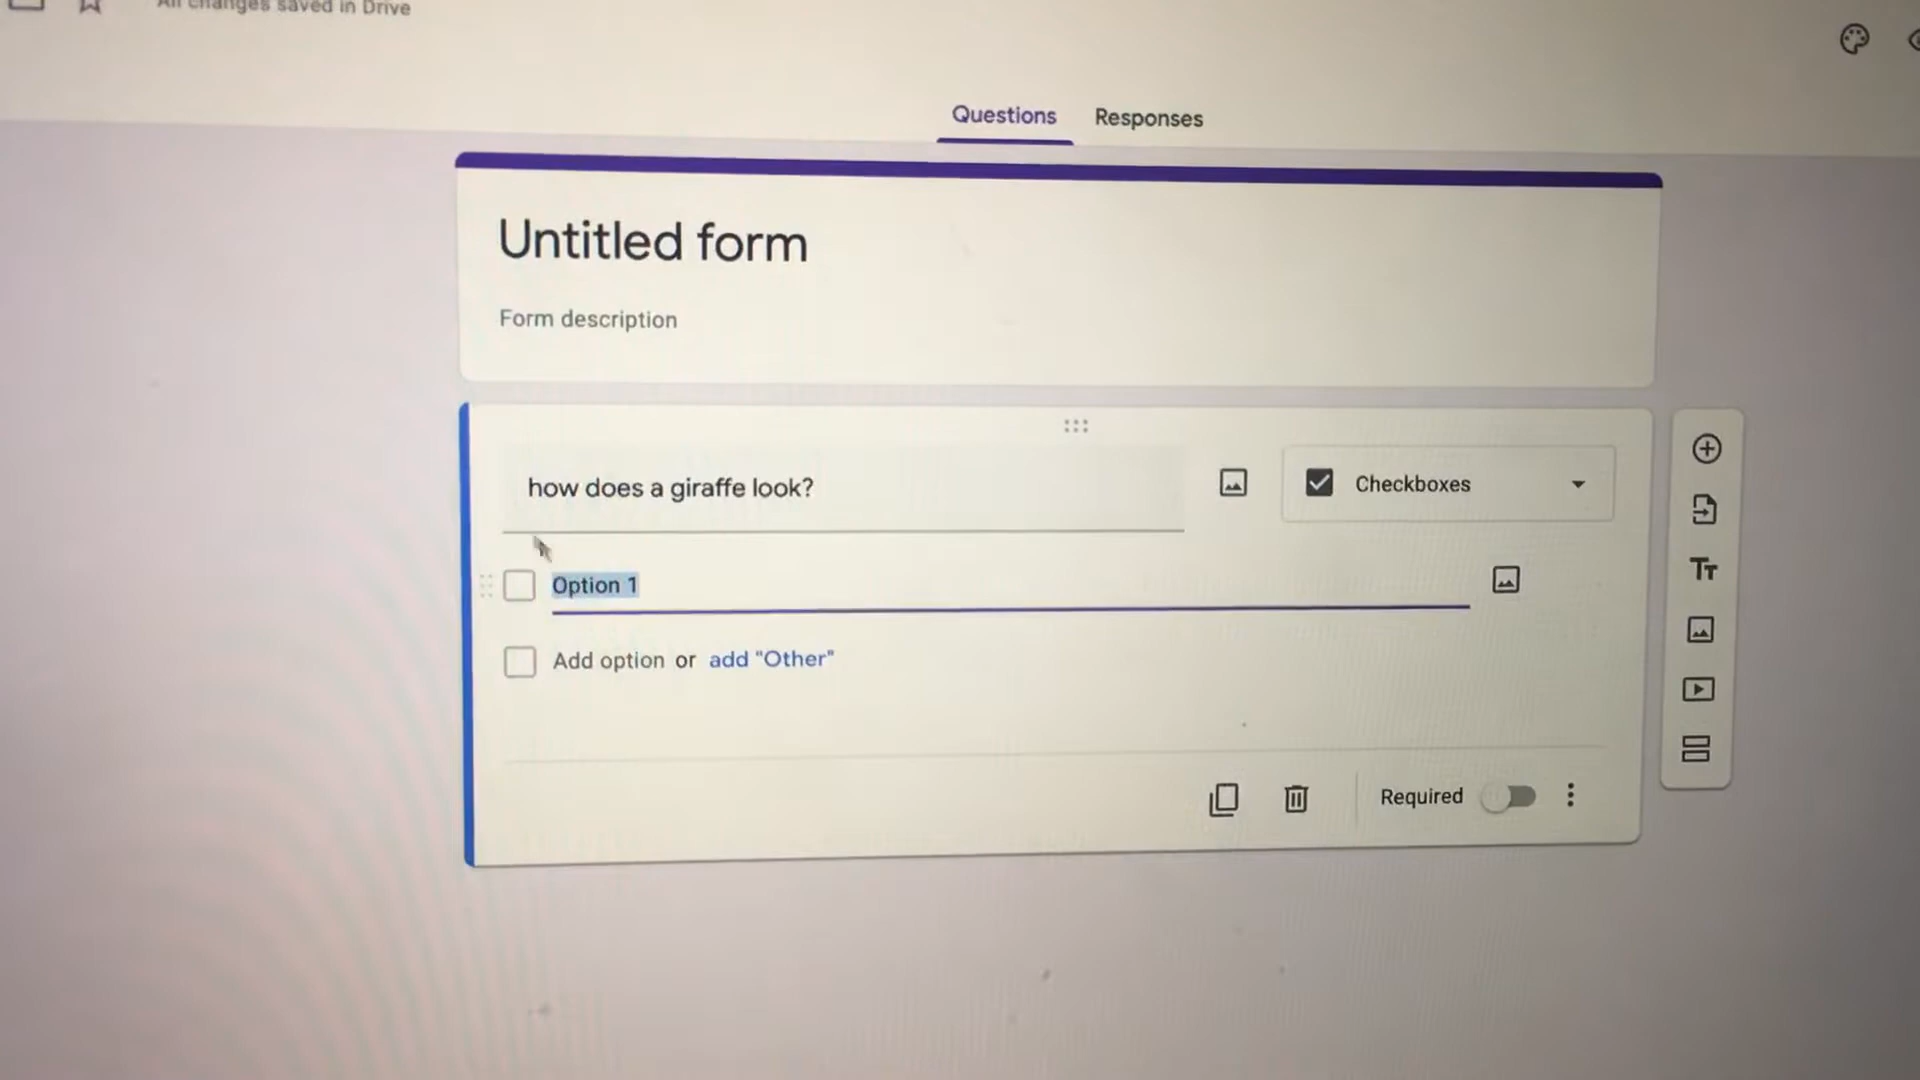 All changes saved in Drive
Questions Responses
Untitled form
Form description
how does a giraffe look?
Checkboxes
Option 1
Add option or add "Other"
Required